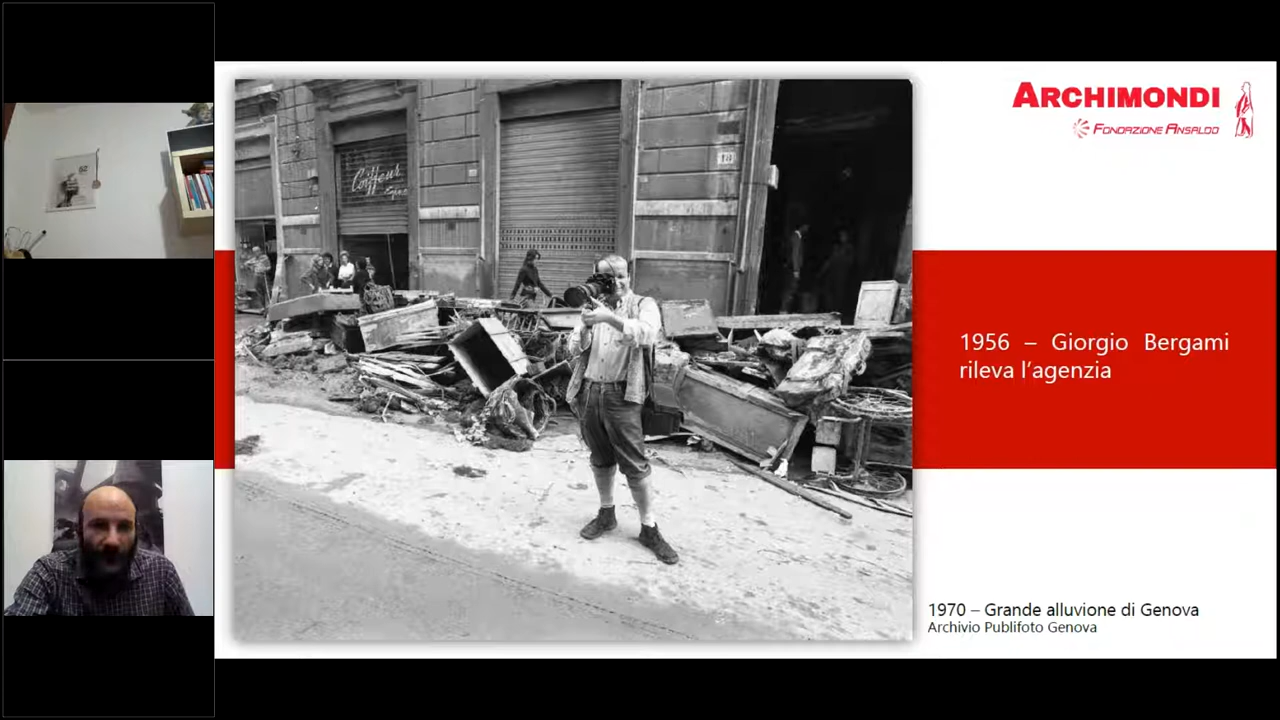 ARCHIMONDI
FONDAZIONE ANSALDO
Coiffeur
1956 – Giorgio Bergami
rileva l’agenzia
1970 – Grande alluvione di Genova
Archivio Publifoto Genova